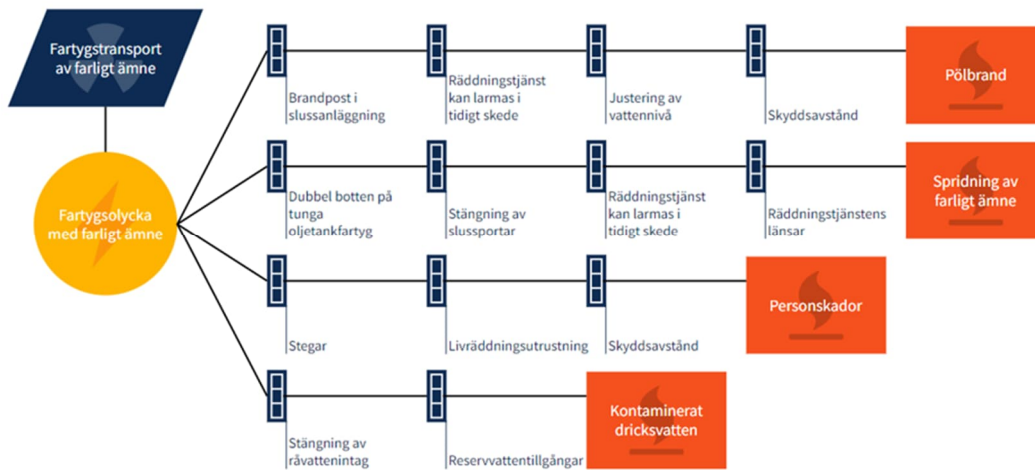 Fartygstransport
av farligt ämne
Fartygsolycka
med farligt ämne
Brandpost i
slussanläggning
Räddningstjänst
kan larmas i
tidigt skede
Justering av
vattennivå
Skyddsavstånd
Pölbrand
Dubbel botten på
tunga
oljetankfartyg
Stängning av
slussportar
Räddningstjänst
kan larmas i
tidigt skede
Räddningstjänstens
länsar
Spridning av
farligt ämne
Stegar
Livräddningsutrustning
Skyddsavstånd
Personskador
Stängning av
råvattenintag
Reservvattentillgångar
Kontaminerat
dricksvatten